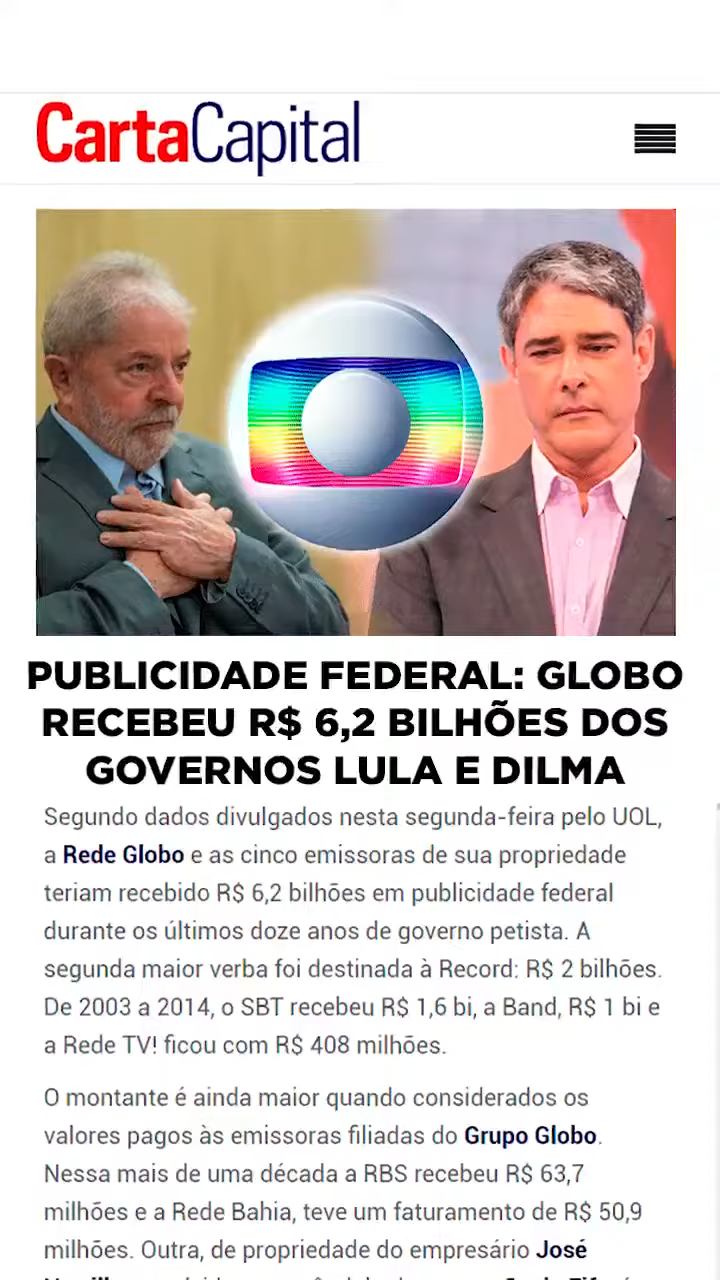 CartaCapital
PUBLICIDADE FEDERAL: GLOBO
RECEBEU R$ 6,2 BILHÕES DOS
GOVERNOS LULA E DILMA
Segundo dados divulgados nesta segunda-feira pelo UOL,
a Rede Globo e as cinco emissoras de sua propriedade
teriam recebido R$ 6,2 bilhões em publicidade federal
durante os últimos doze anos de governo petista. A
segunda maior verba foi destinada à Record: R$ 2 bilhões.
De 2003 a 2014, o SBT recebeu R$ 1,6 bi, a Band, R$ 1 bi e
a Rede TV! ficou com R$ 408 milhões.
O montante é ainda maior quando considerados os
valores pagos às emissoras filiadas do Grupo Globo.
Nessa mais de uma década a RBS recebeu R$ 63,7
milhões e a Rede Bahia, teve um faturamento de R$ 50,9
milhões. Outra, de propriedade do empresário José